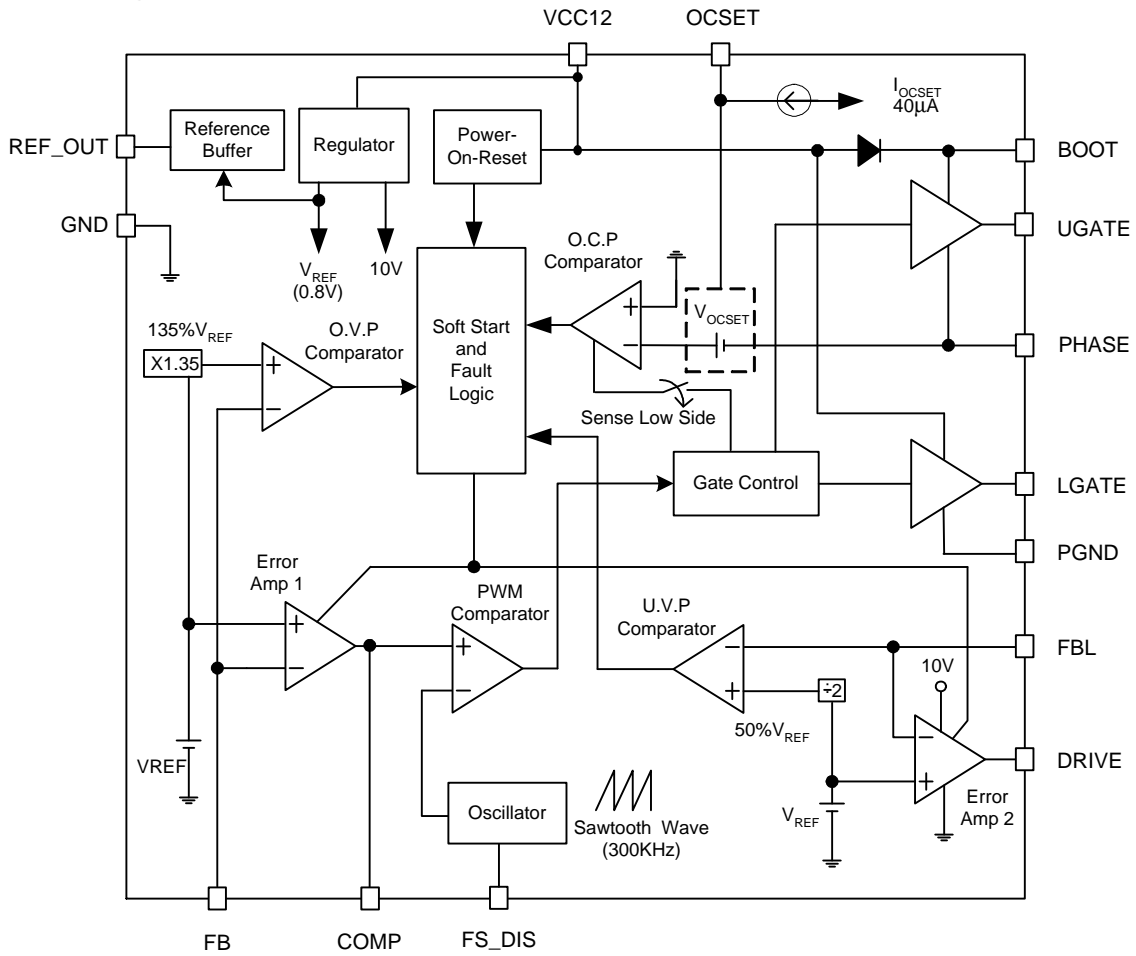 VCC12
OCSET
I_OCSET
40µA
REF_OUT
Reference
Buffer
Regulator
Power-
On-Reset
BOOT
GND
UGATE
O.C.P
Comparator
V_REF
(0.8V)
10V
V_OCSET
135%V_REF
O.V.P
Comparator
Soft Start
and
Fault
Logic
PHASE
X1.35
+
−
+
−
Sense Low Side
Gate Control
LGATE
PGND
Error
Amp 1
PWM
Comparator
U.V.P
Comparator
+
−
+
−
−
+
FBL
10V
÷2
50%V_REF
−
+
DRIVE
VREF
Oscillator
Sawtooth Wave
(300KHz)
V_REF
Error
Amp 2
FB
COMP
FS_DIS